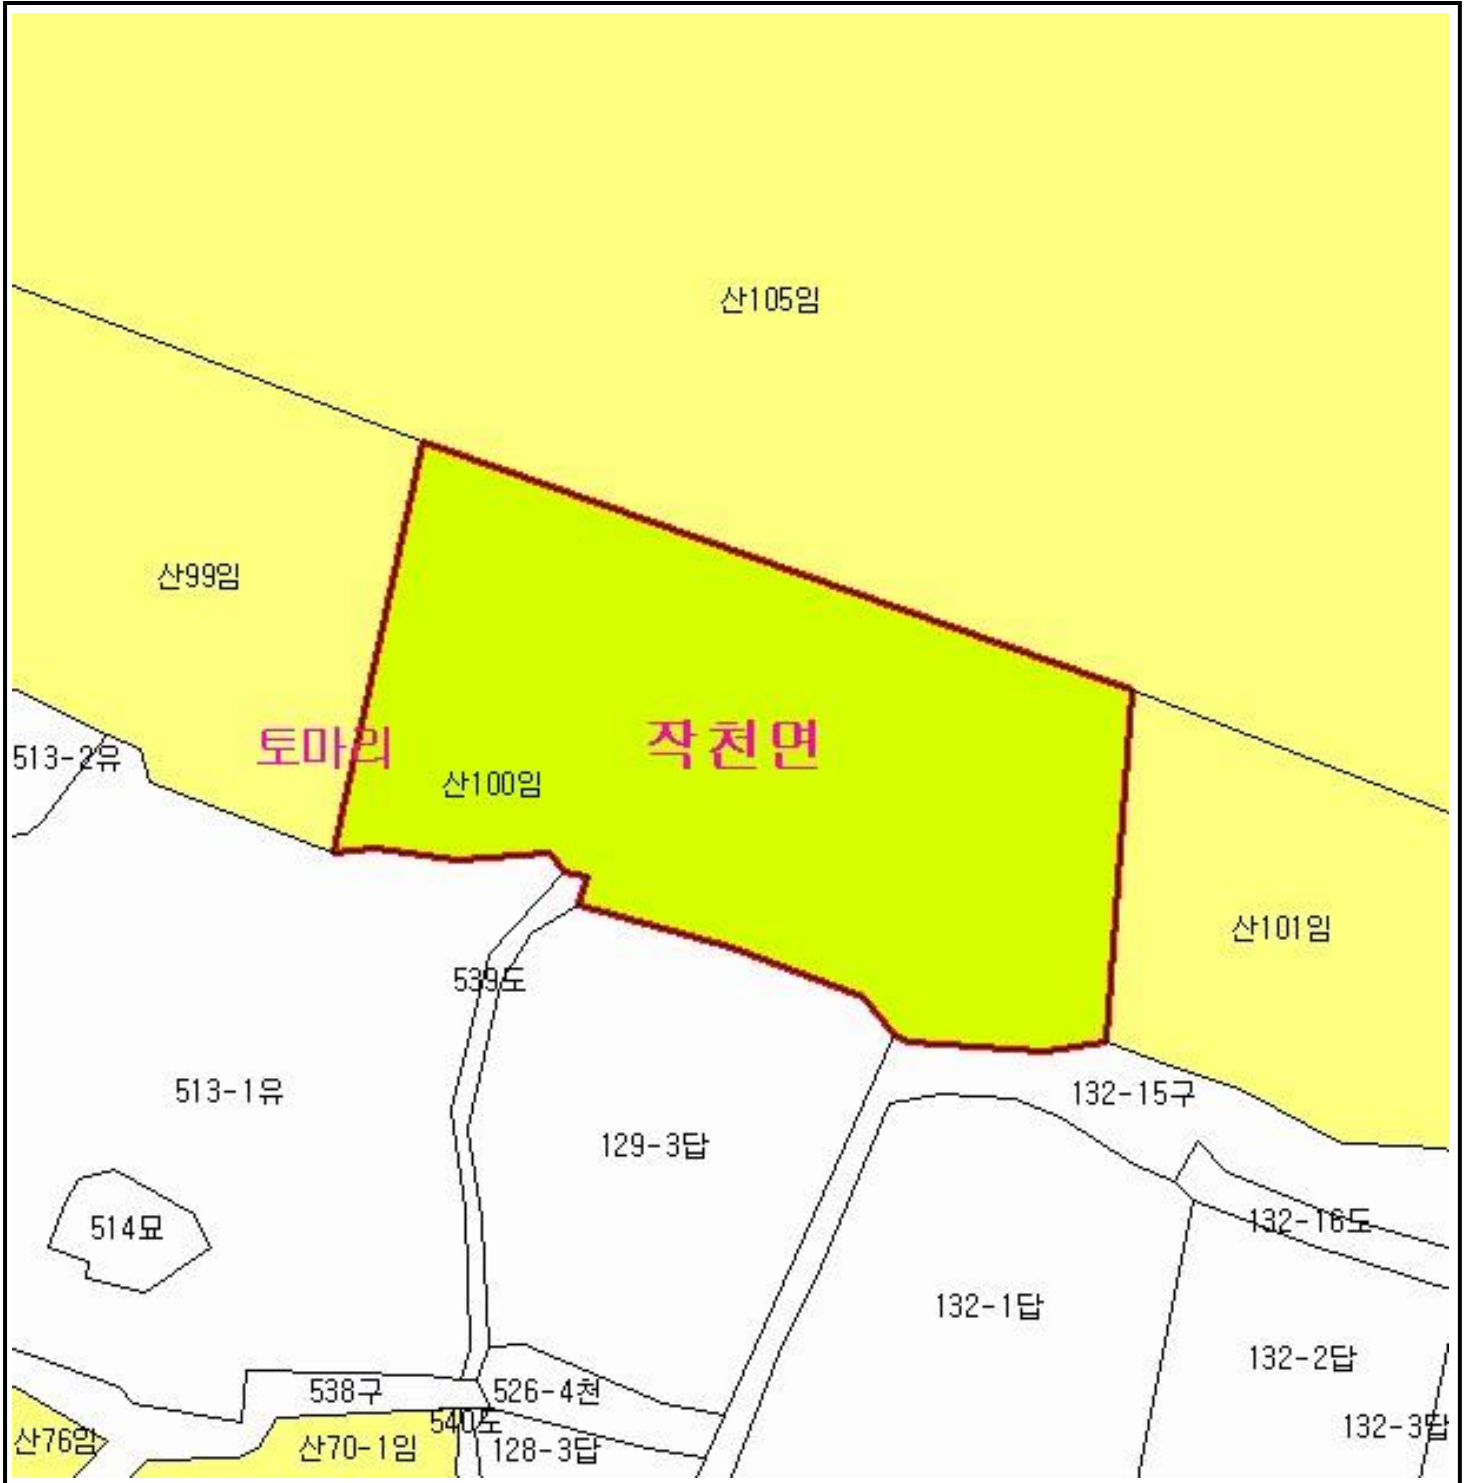 산105임
산99임
토마리
작천면
513-2유
산100임
산101임
539도
513-1유
132-15구
129-3답
514묘
132-16도
132-1답
132-2답
538구
526-4천
540도
132-3답
산76임
산70-1임
128-3답